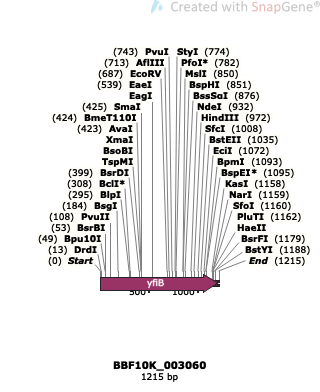 Created with SnapGene®
(743) PvuI StyI (774)
(713) AflIII PfoI* (782)
(687) EcoRV MslI (850)
(539) EaeI BspHI (851)
EagI BssSαI (876)
(425) SmaI NdeI (932)
(424) BmeT110I HindIII (972)
(423) AvaI SfcI (1008)
XmaI BstEII (1035)
BsoBI EciI (1072)
TspMI BpmI (1093)
(399) BsrDI BspEI* (1095)
(308) BclI* KasI (1158)
(295) BlpI NarI (1159)
(184) BsgI SfoI (1160)
(108) PvuII PluTI (1162)
(53) BsrBI HaeII
(49) Bpu10I BsrFI (1179)
(13) DrdI BstYI (1188)
(0) Start End (1215)
yfiB
500 1000
BBF10K_003060
1215 bp